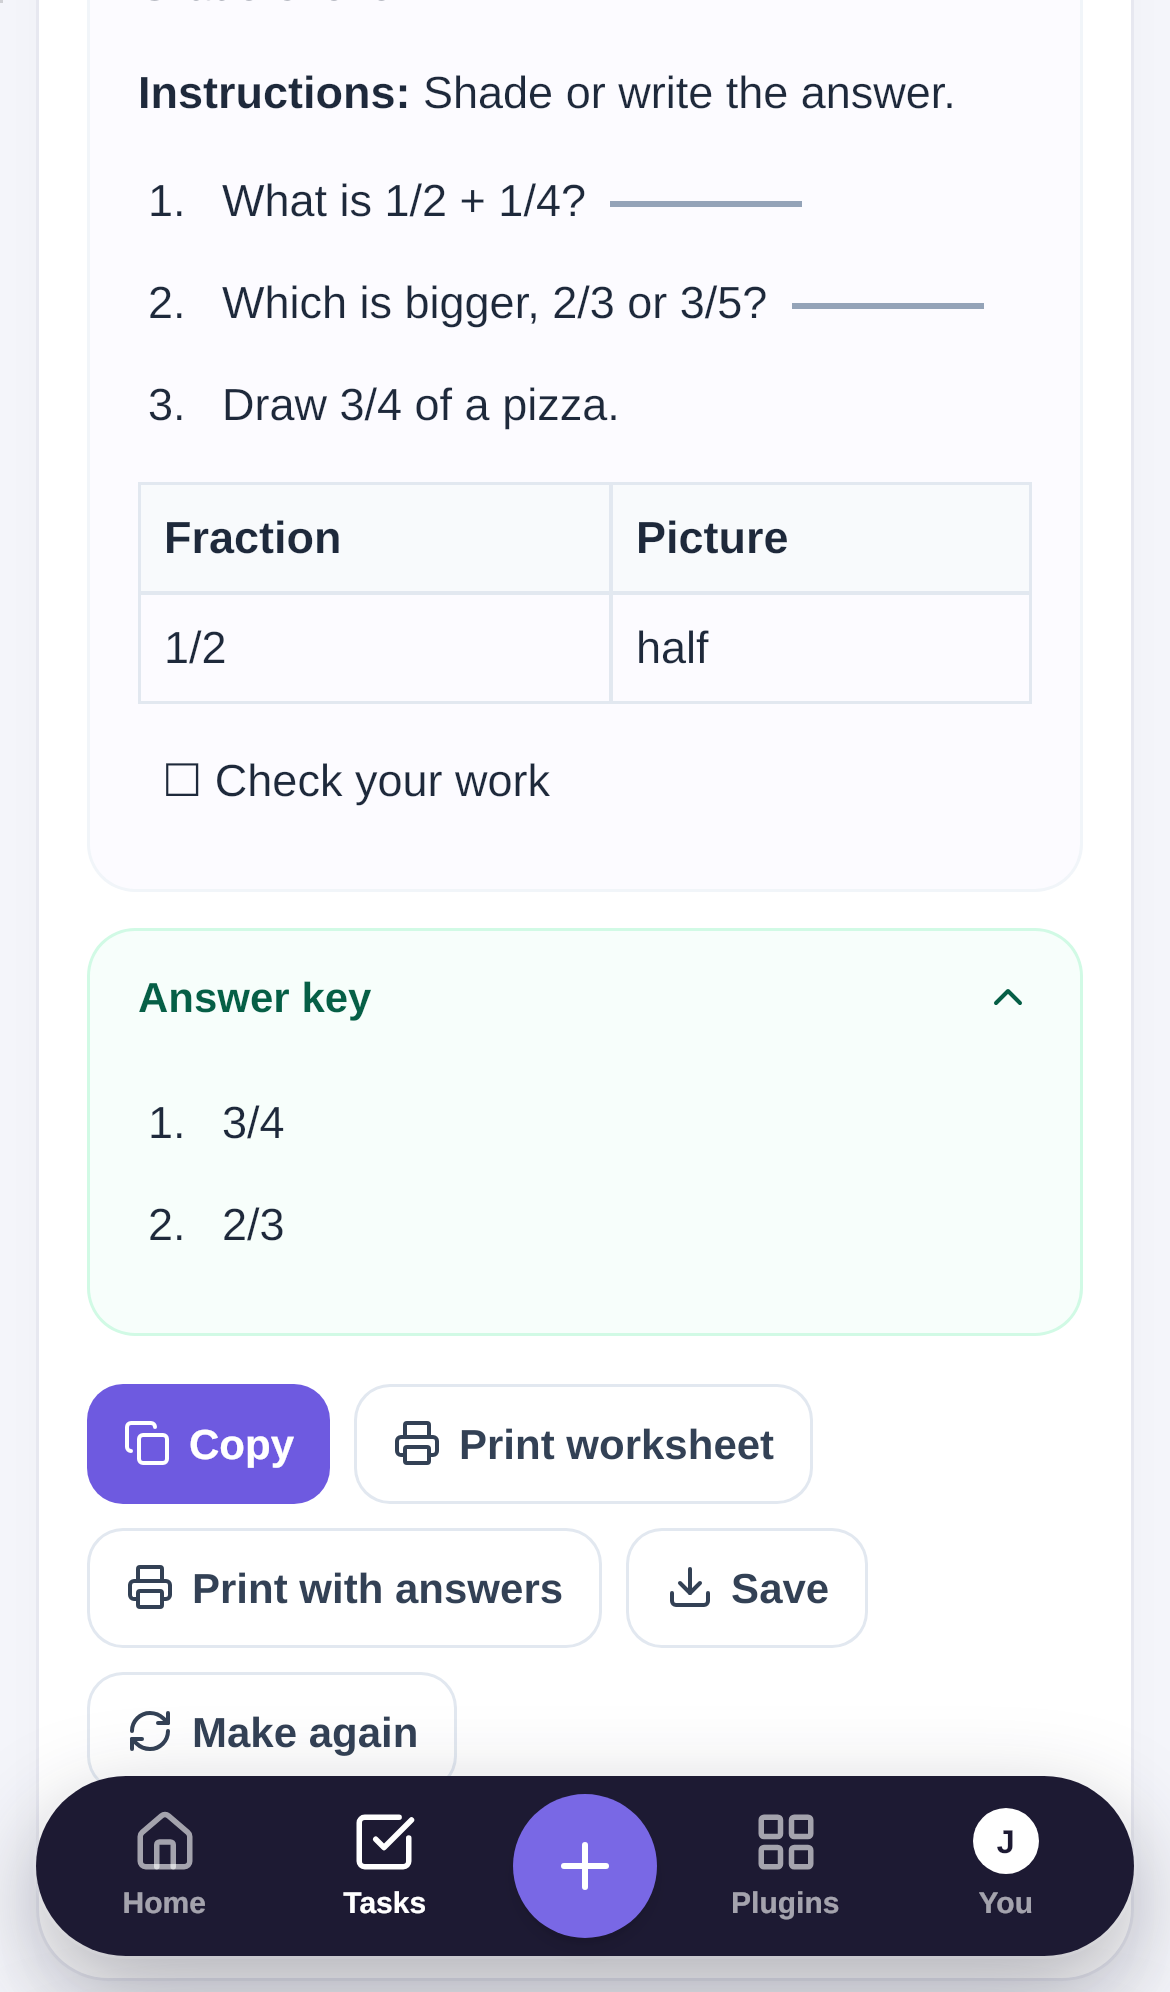 Instructions: Shade or write the answer.
1. What is 1/2 + 1/4?
2. Which is bigger, 2/3 or 3/5?
3. Draw 3/4 of a pizza.
Fraction Picture
1/2 half
☐ Check your work
Answer key
1. 3/4
2. 2/3
Copy Print worksheet
Print with answers Save
Make again
Home Tasks Plugins J You